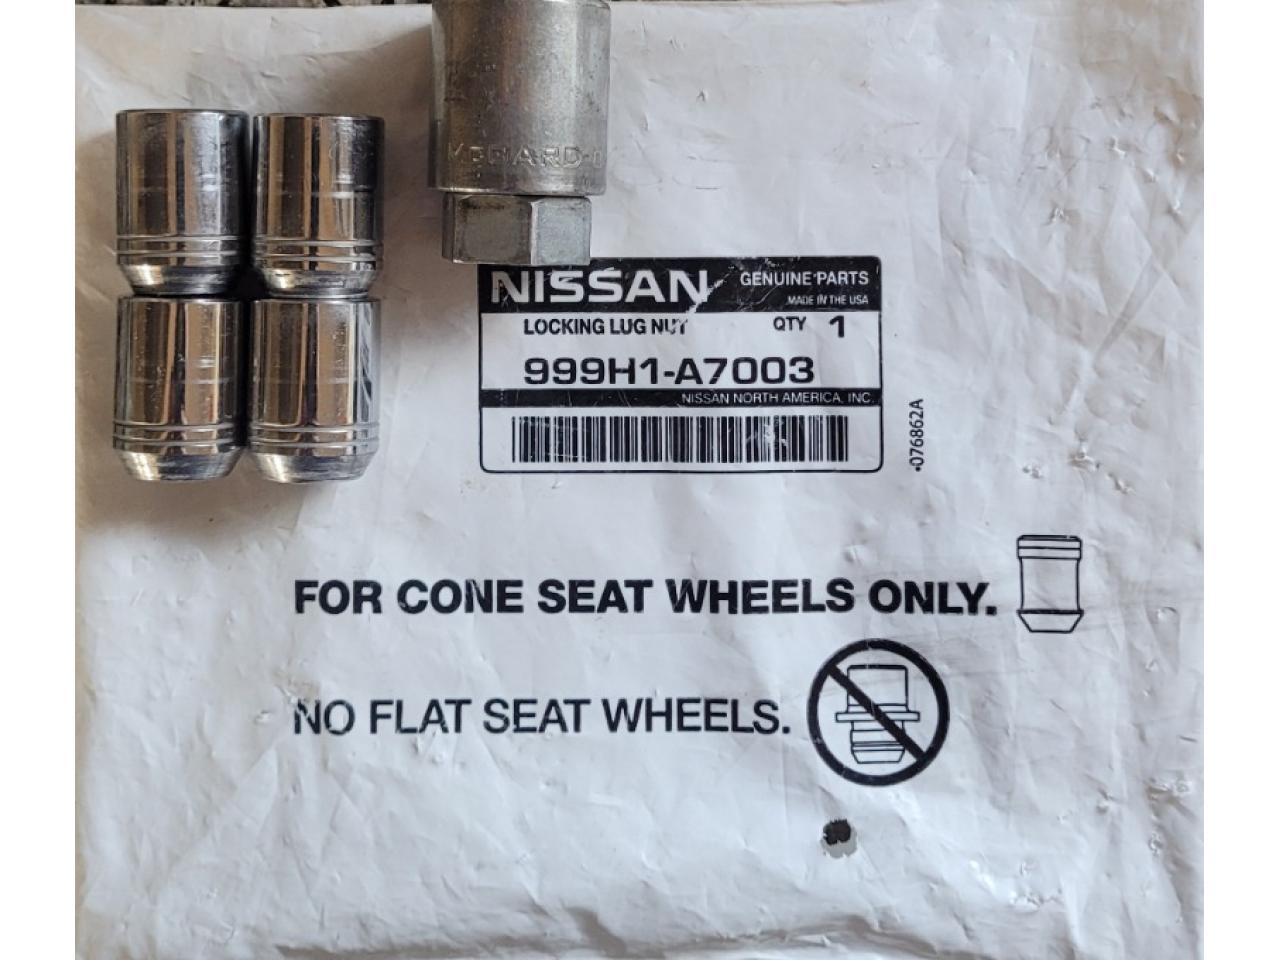 McGARD
NISSAN GENUINE PARTS
MADE IN THE USA
LOCKING LUG NUT QTY 1
999H1-A7003
NISSAN NORTH AMERICA, INC.
076862A
FOR CONE SEAT WHEELS ONLY.
NO FLAT SEAT WHEELS.